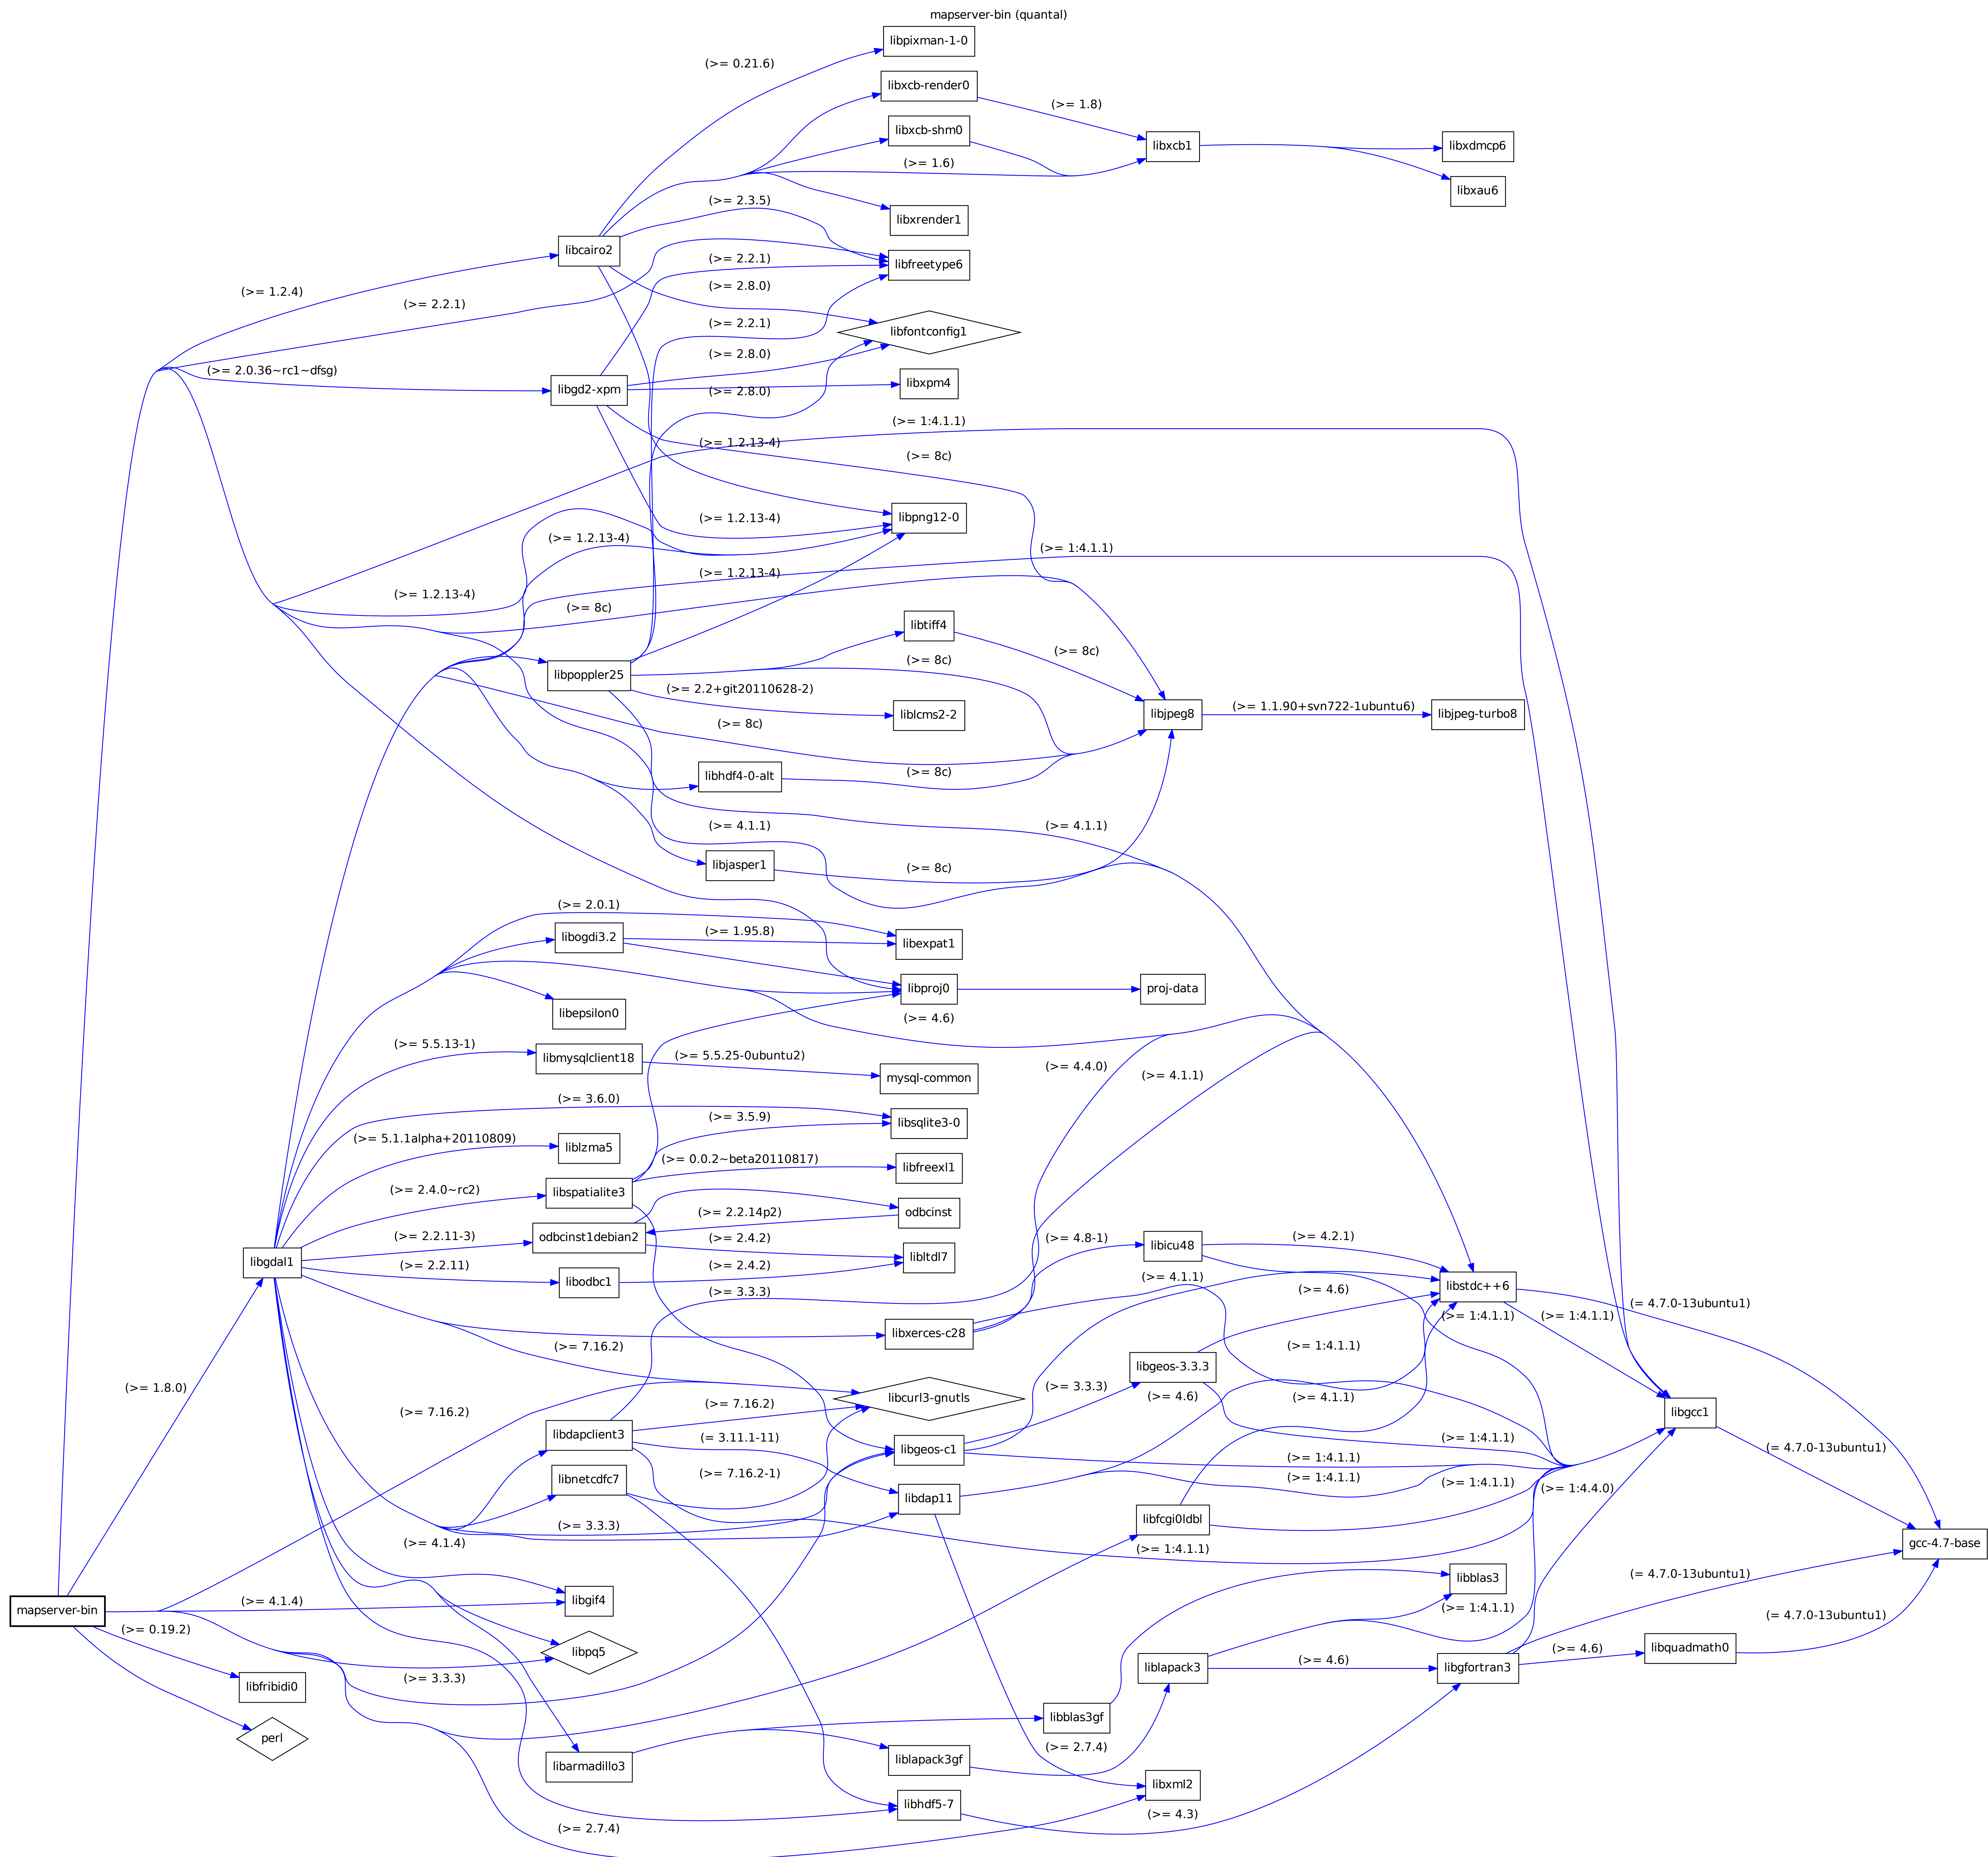 mapserver-bin (quantal)
libpixman-1-0
(>= 0.21.6)
libxcb-render0
(>= 1.8)
libxcb-shm0
libxcb1
libxdmcp6
(>= 1.6)
libxau6
(>= 2.3.5)
libxrender1
libcairo2
(>= 2.2.1)
libfreetype6
(>= 1.2.4)
(>= 2.8.0)
(>= 2.2.1)
(>= 2.2.1)
libfontconfig1
(>= 2.8.0)
(>= 2.0.36~rc1~dfsg)
libgd2-xpm
libxpm4
(>= 2.8.0)
(>= 1:4.1.1)
(>= 1.2.13-4)
(>= 8c)
(>= 1.2.13-4)
libpng12-0
(>= 1.2.13-4)
(>= 1:4.1.1)
(>= 1.2.13-4)
(>= 1.2.13-4)
(>= 8c)
libtiff4
(>= 8c)
(>= 8c)
libpoppler25
(>= 2.2+git20110628-2)
liblcms2-2
libjpeg8
(>= 1.1.90+svn722-1ubuntu6)
libjpeg-turbo8
(>= 8c)
libhdf4-0-alt
(>= 8c)
(>= 4.1.1)
(>= 4.1.1)
libjasper1
(>= 8c)
(>= 2.0.1)
libogdi3.2
(>= 1.95.8)
libexpat1
libproj0
proj-data
libepsilon0
(>= 4.6)
(>= 5.5.13-1)
libmysqlclient18
(>= 5.5.25-0ubuntu2)
mysql-common
(>= 4.4.0)
(>= 4.1.1)
(>= 3.6.0)
(>= 3.5.9)
libsqlite3-0
(>= 5.1.1alpha+20110809)
liblzma5
(>= 0.0.2~beta20110817)
libfreexl1
(>= 2.4.0~rc2)
libspatialite3
(>= 2.2.14p2)
odbcinst
(>= 2.2.11-3)
odbcinst1debian2
(>= 2.4.2)
libltdl7
(>= 4.8-1)
libicu48
(>= 4.2.1)
libgdal1
(>= 2.2.11)
libodbc1
(>= 2.4.2)
(>= 4.1.1)
(>= 3.3.3)
(>= 4.6)
libstdc++6
(= 4.7.0-13ubuntu1)
(>= 1:4.1.1)
(>= 1:4.1.1)
libxerces-c28
(>= 7.16.2)
(>= 1:4.1.1)
libgeos-3.3.3
(>= 1.8.0)
(>= 3.3.3)
(>= 4.6)
(>= 4.1.1)
libcurl3-gnutls
(>= 7.16.2)
(>= 7.16.2)
libgcc1
libdapclient3
(= 3.11.1-11)
libgeos-c1
(>= 1:4.1.1)
(>= 1:4.1.1)
(= 4.7.0-13ubuntu1)
libnetcdfc7
(>= 7.16.2-1)
(>= 1:4.1.1)
(>= 1:4.1.1)
(>= 1:4.4.0)
libdap11
(>= 3.3.3)
libfcgi0ldbl
(>= 4.1.4)
(>= 1:4.1.1)
gcc-4.7-base
(= 4.7.0-13ubuntu1)
libblas3
mapserver-bin
(>= 4.1.4)
libgif4
(>= 1:4.1.1)
(= 4.7.0-13ubuntu1)
(>= 0.19.2)
libpq5
(>= 4.6)
libquadmath0
(>= 3.3.3)
liblapack3
(>= 4.6)
libgfortran3
libfribidi0
libblas3gf
perl
(>= 2.7.4)
libarmadillo3
liblapack3gf
libxml2
libhdf5-7
(>= 4.3)
(>= 2.7.4)